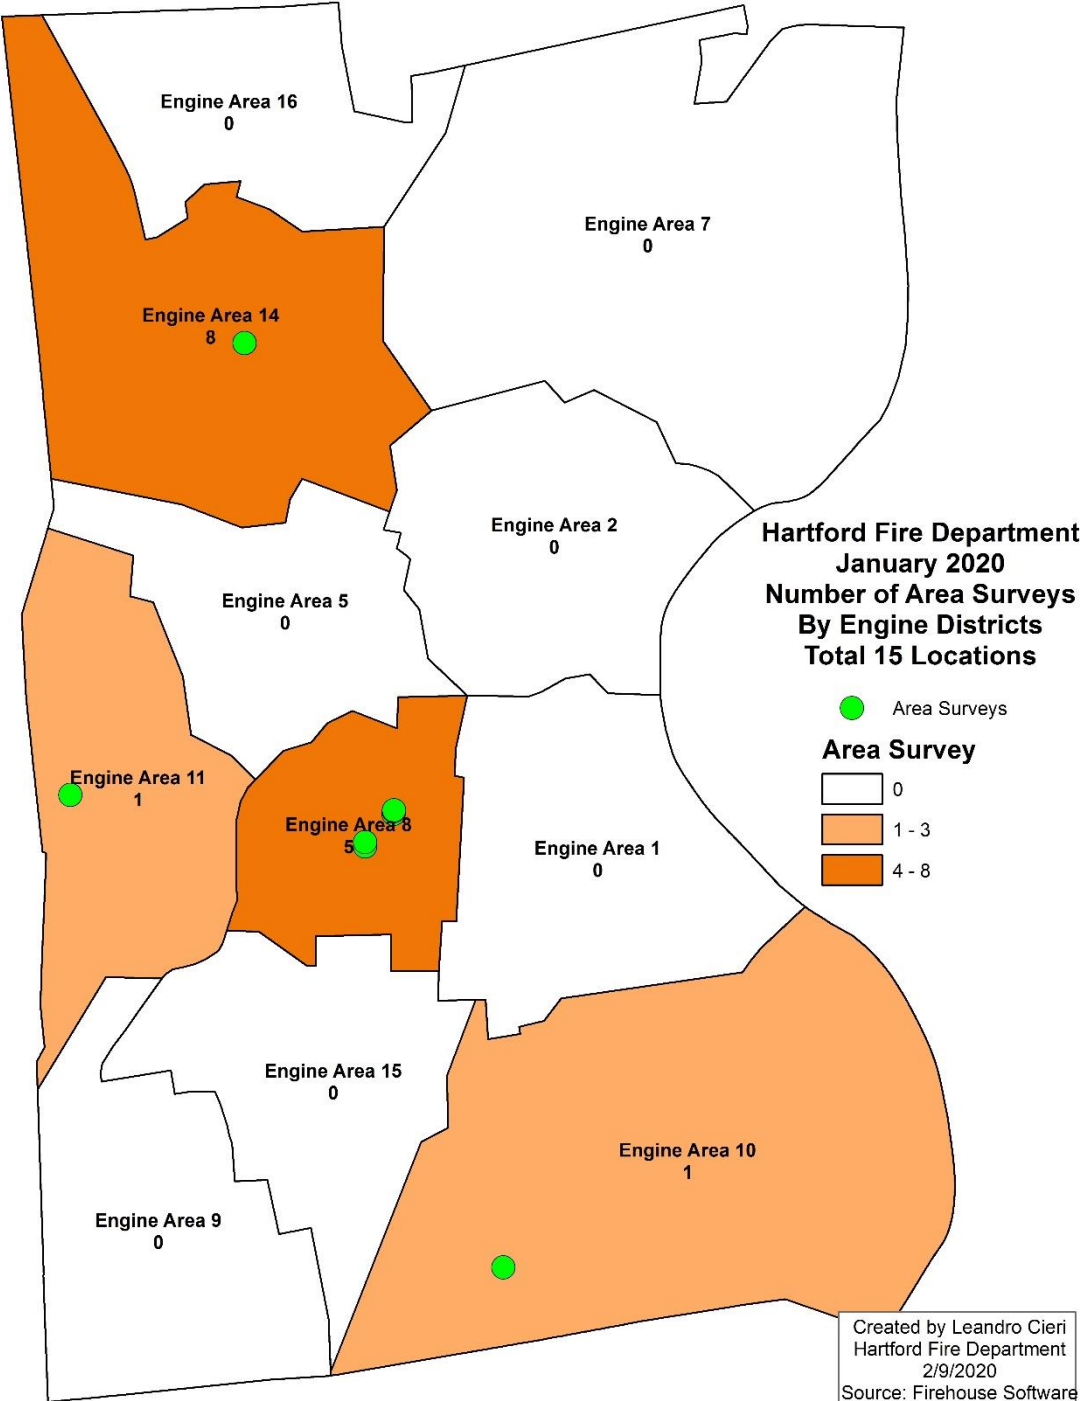 Engine Area 16
0
Engine Area 7
0
Engine Area 14
8
Engine Area 2
0
Hartford Fire Department
January 2020
Number of Area Surveys
By Engine Districts
Total 15 Locations
Area Surveys
Area Survey
0
1 - 3
4 - 8
Engine Area 5
0
Engine Area 11
1
Engine Area 8
5
Engine Area 1
0
Engine Area 15
0
Engine Area 10
1
Engine Area 9
0
Created by Leandro Cieri
Hartford Fire Department
2/9/2020
Source: Firehouse Software